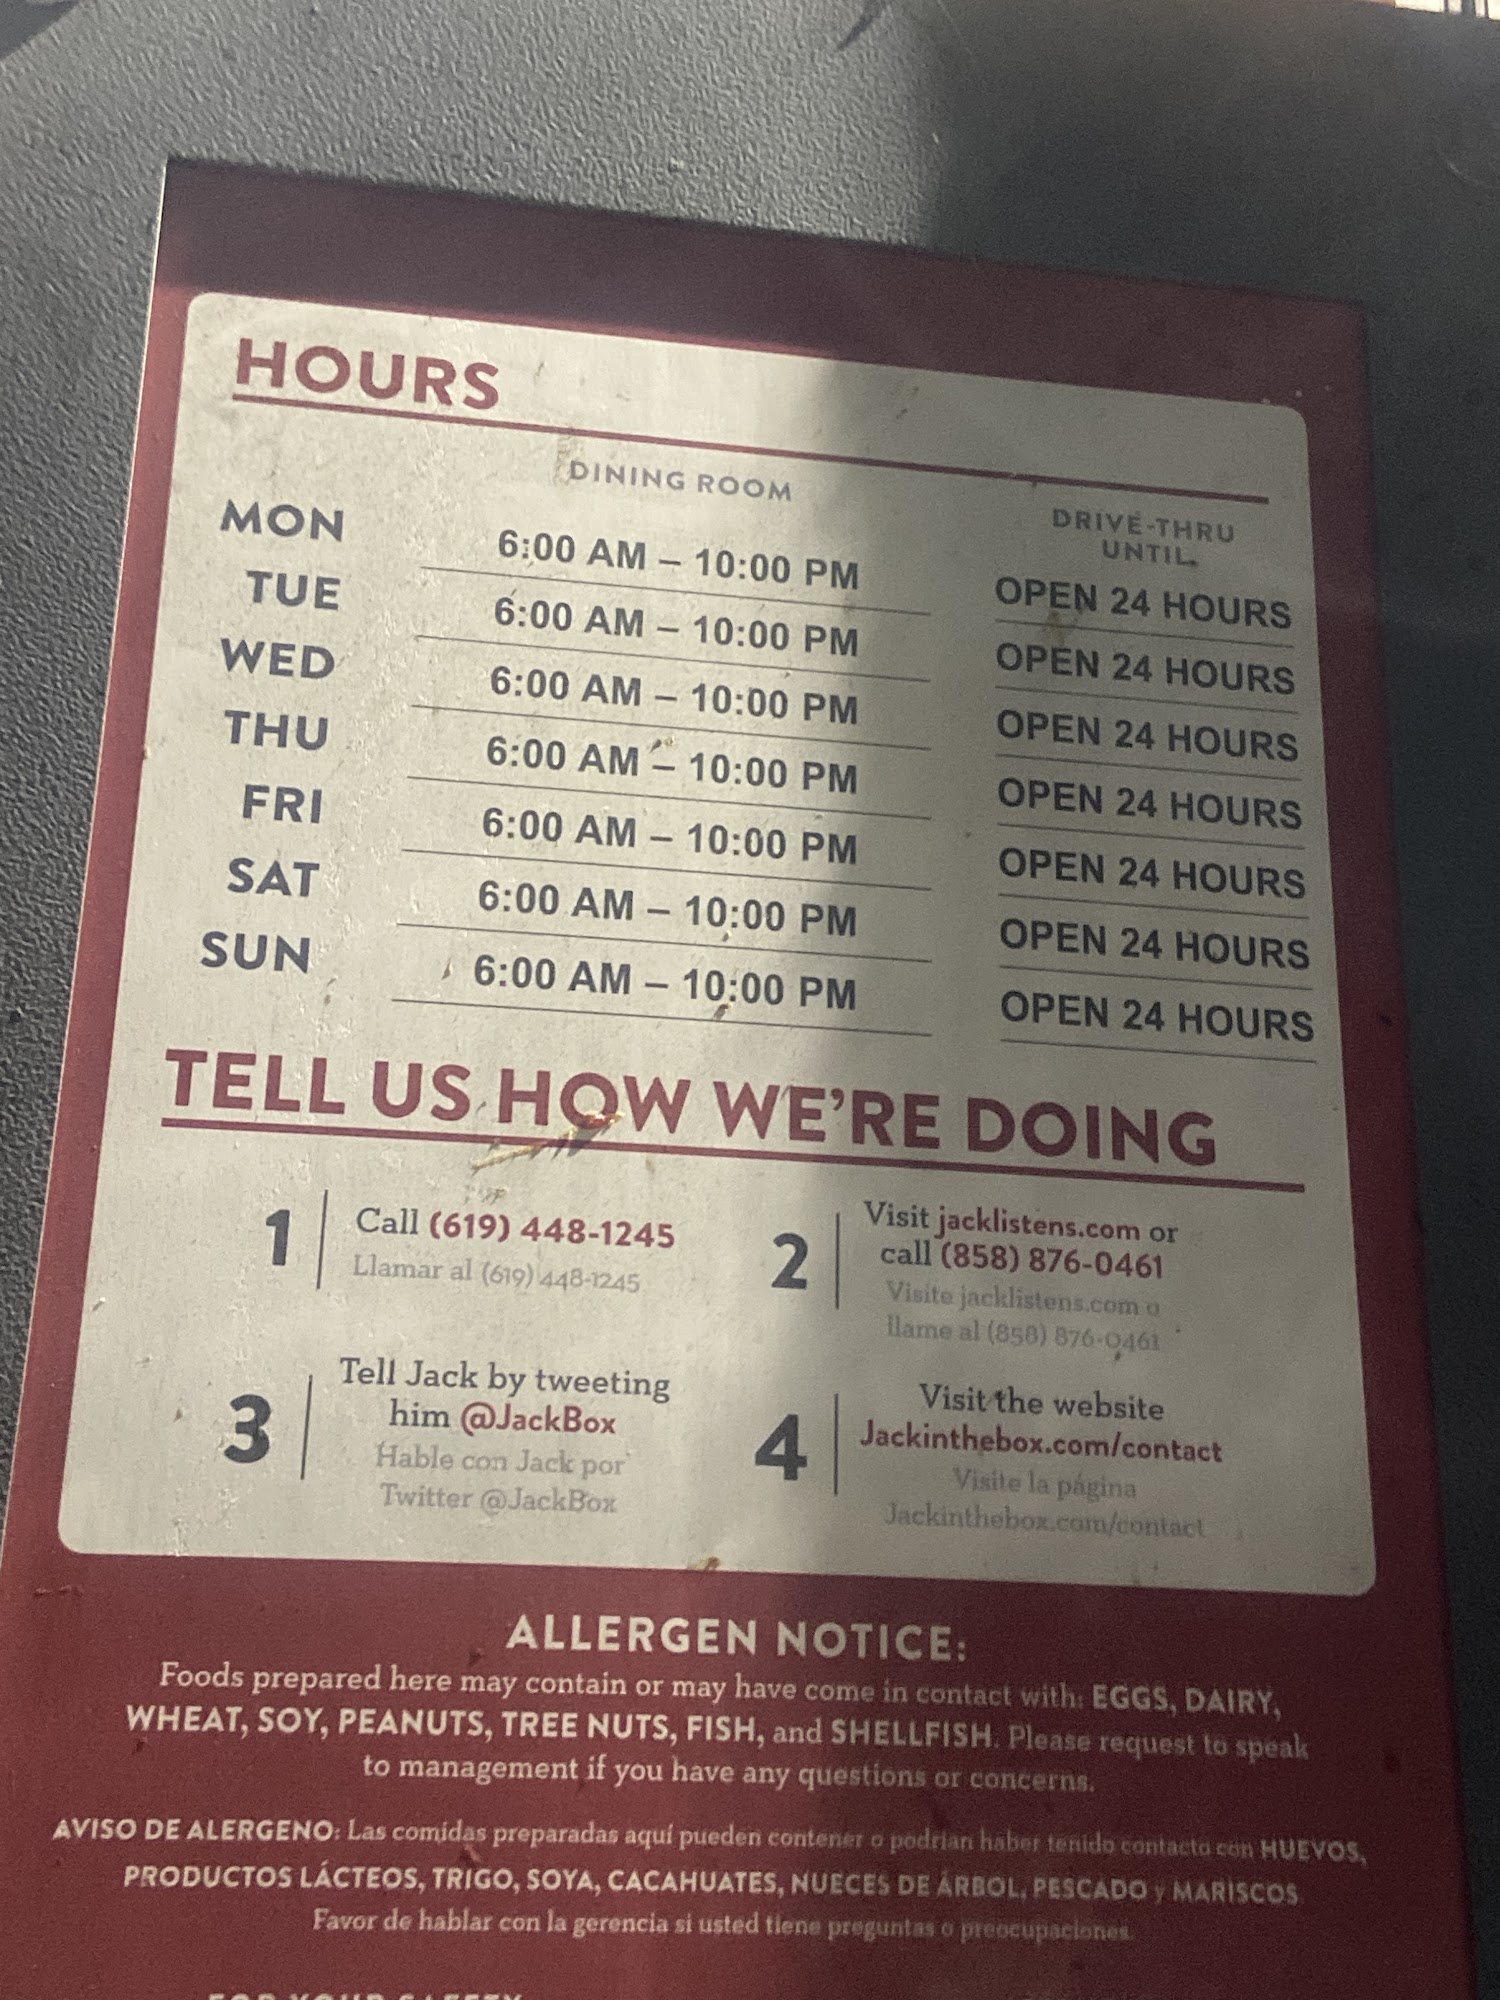 HOURS
DINING ROOM
DRIVE-THRU
UNTIL
MON 6:00 AM – 10:00 PM OPEN 24 HOURS
TUE 6:00 AM – 10:00 PM OPEN 24 HOURS
WED 6:00 AM – 10:00 PM OPEN 24 HOURS
THU 6:00 AM – 10:00 PM OPEN 24 HOURS
FRI 6:00 AM – 10:00 PM OPEN 24 HOURS
SAT 6:00 AM – 10:00 PM OPEN 24 HOURS
SUN 6:00 AM – 10:00 PM OPEN 24 HOURS
TELL US HOW WE'RE DOING
1
Call (619) 448-1245
Llamar al (619) 448-1245
2
Visit jacklistens.com or
call (858) 876-0461
Visite jacklistens.com o
llame al (858) 876-0461
3
Tell Jack by tweeting
him @JackBox
Hable con Jack por
Twitter @JackBox
4
Visit the website
Jackinthebox.com/contact
Visite la página
Jackinthebox.com/contact
ALLERGEN NOTICE:
Foods prepared here may contain or may have come in contact with: EGGS, DAIRY,
WHEAT, SOY, PEANUTS, TREE NUTS, FISH, and SHELLFISH. Please request to speak
to management if you have any questions or concerns.
AVISO DE ALERGENO: Las comidas preparadas aquí pueden contener o podrían haber tenido contacto con HUEVOS,
PRODUCTOS LÁCTEOS, TRIGO, SOYA, CACAHUATES, NUECES DE ÁRBOL, PESCADO y MARISCOS.
Favor de hablar con la gerencia si usted tiene preguntas o preocupaciones.
FOR YOUR SAFETY